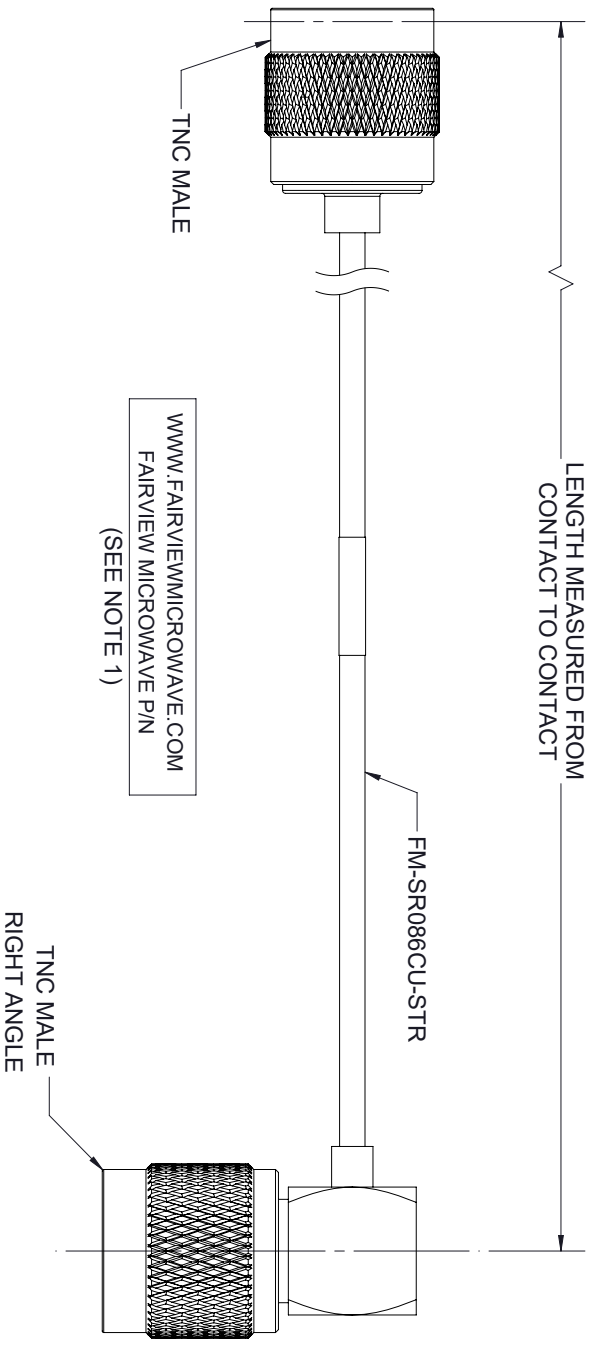 LENGTH MEASURED FROM
CONTACT TO CONTACT
TNC MALE
FM-SR086CU-STR
WWW.FAIRVIEWMICROWAVE.COM
FAIRVIEW MICROWAVE P/N
(SEE NOTE 1)
TNC MALE
RIGHT ANGLE